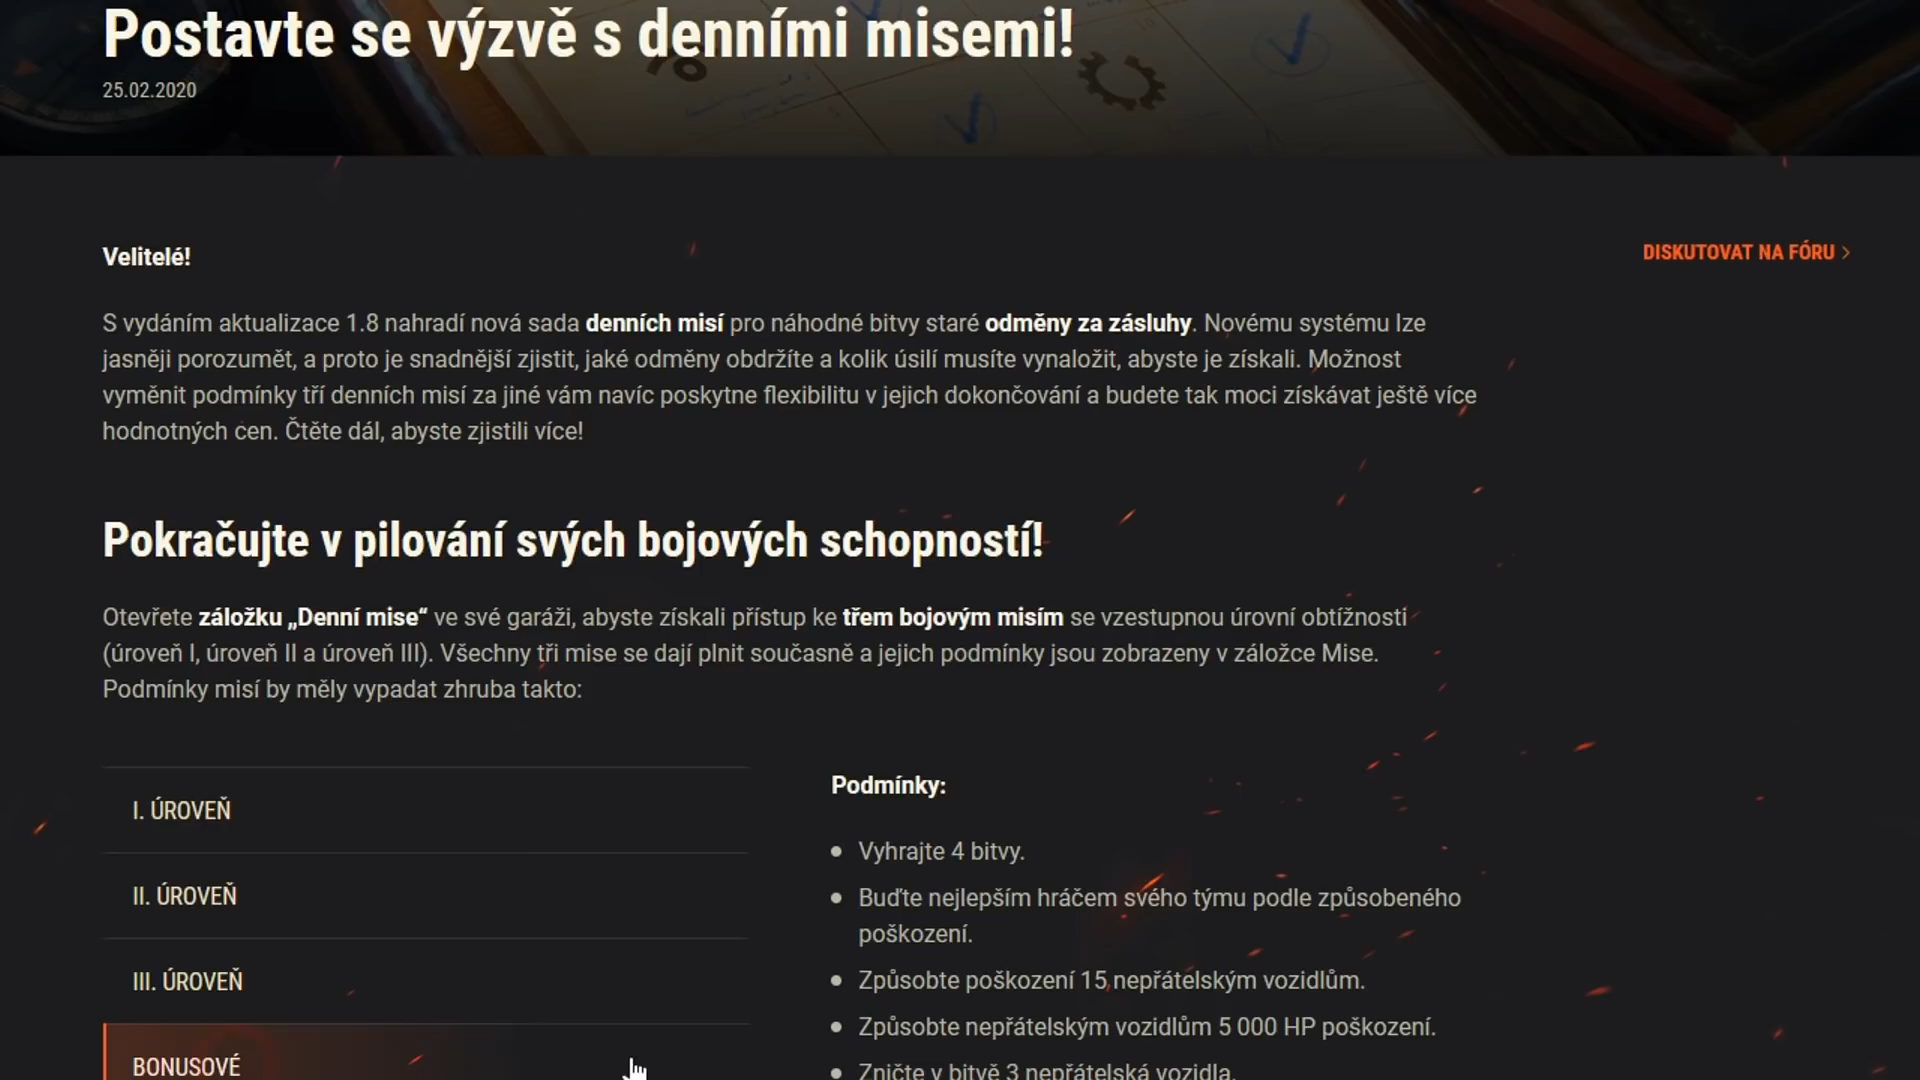 Postavte se výzvě s denními misemi!
25.02.2020
Velitelé!
DISKUTOVAT NA FÓRU
S vydáním aktualizace 1.8 nahradí nová sada denních misí pro náhodné bitvy staré odměny za zásluhy. Novému systému lze
jasněji porozumět, a proto je snadnější zjistit, jaké odměny obdržíte a kolik úsilí musíte vynaložit, abyste je získali. Možnost
vyměnit podmínky tří denních misí za jiné vám navíc poskytne flexibilitu v jejich dokončování a budete tak moci získávat ještě více
hodnotných cen. Čtěte dál, abyste zjistili více!
Pokračujte v pilování svých bojových schopností!
Otevřete záložku „Denní mise“ ve své garáži, abyste získali přístup ke třem bojovým misím se vzestupnou úrovní obtížnosti
(úroveň I, úroveň II a úroveň III). Všechny tři mise se dají plnit současně a jejich podmínky jsou zobrazeny v záložce Mise.
Podmínky misí by měly vypadat zhruba takto:
I. ÚROVEŇ
II. ÚROVEŇ
III. ÚROVEŇ
BONUSOVÉ
Podmínky:
Vyhrajte 4 bitvy.
Buďte nejlepším hráčem svého týmu podle způsobeného
poškození.
Způsobte poškození 15 nepřátelským vozidlům.
Způsobte nepřátelským vozidlům 5 000 HP poškození.
Zničte v bitvě 3 nepřátelská vozidla.